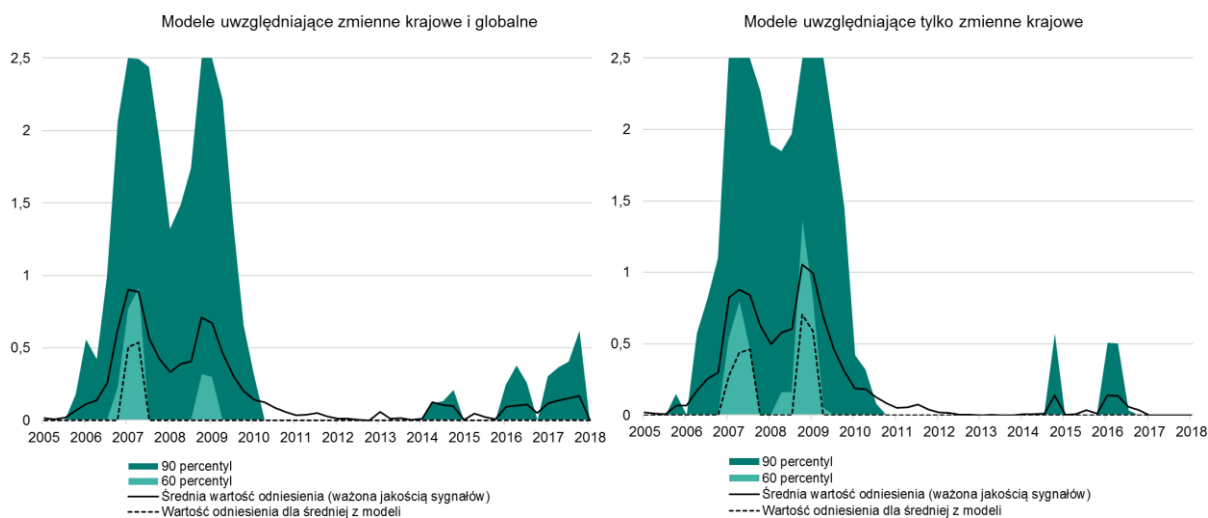 Modele uwzględniające zmienne krajowe i globalne
2,5
2
1,5
1
0,5
0
2005 2006 2007 2008 2009 2010 2011 2012 2013 2014 2015 2016 2017 2018
90 percentyl
60 percentyl
Średnia wartość odniesienia (ważona jakością sygnałów)
Wartość odniesienia dla średniej z modeli
Modele uwzględniające tylko zmienne krajowe
2,5
2
1,5
1
0,5
0
2005 2006 2007 2008 2009 2010 2011 2012 2013 2014 2015 2016 2017 2018
90 percentyl
60 percentyl
Średnia wartość odniesienia (ważona jakością sygnałów)
Wartość odniesienia dla średniej z modeli